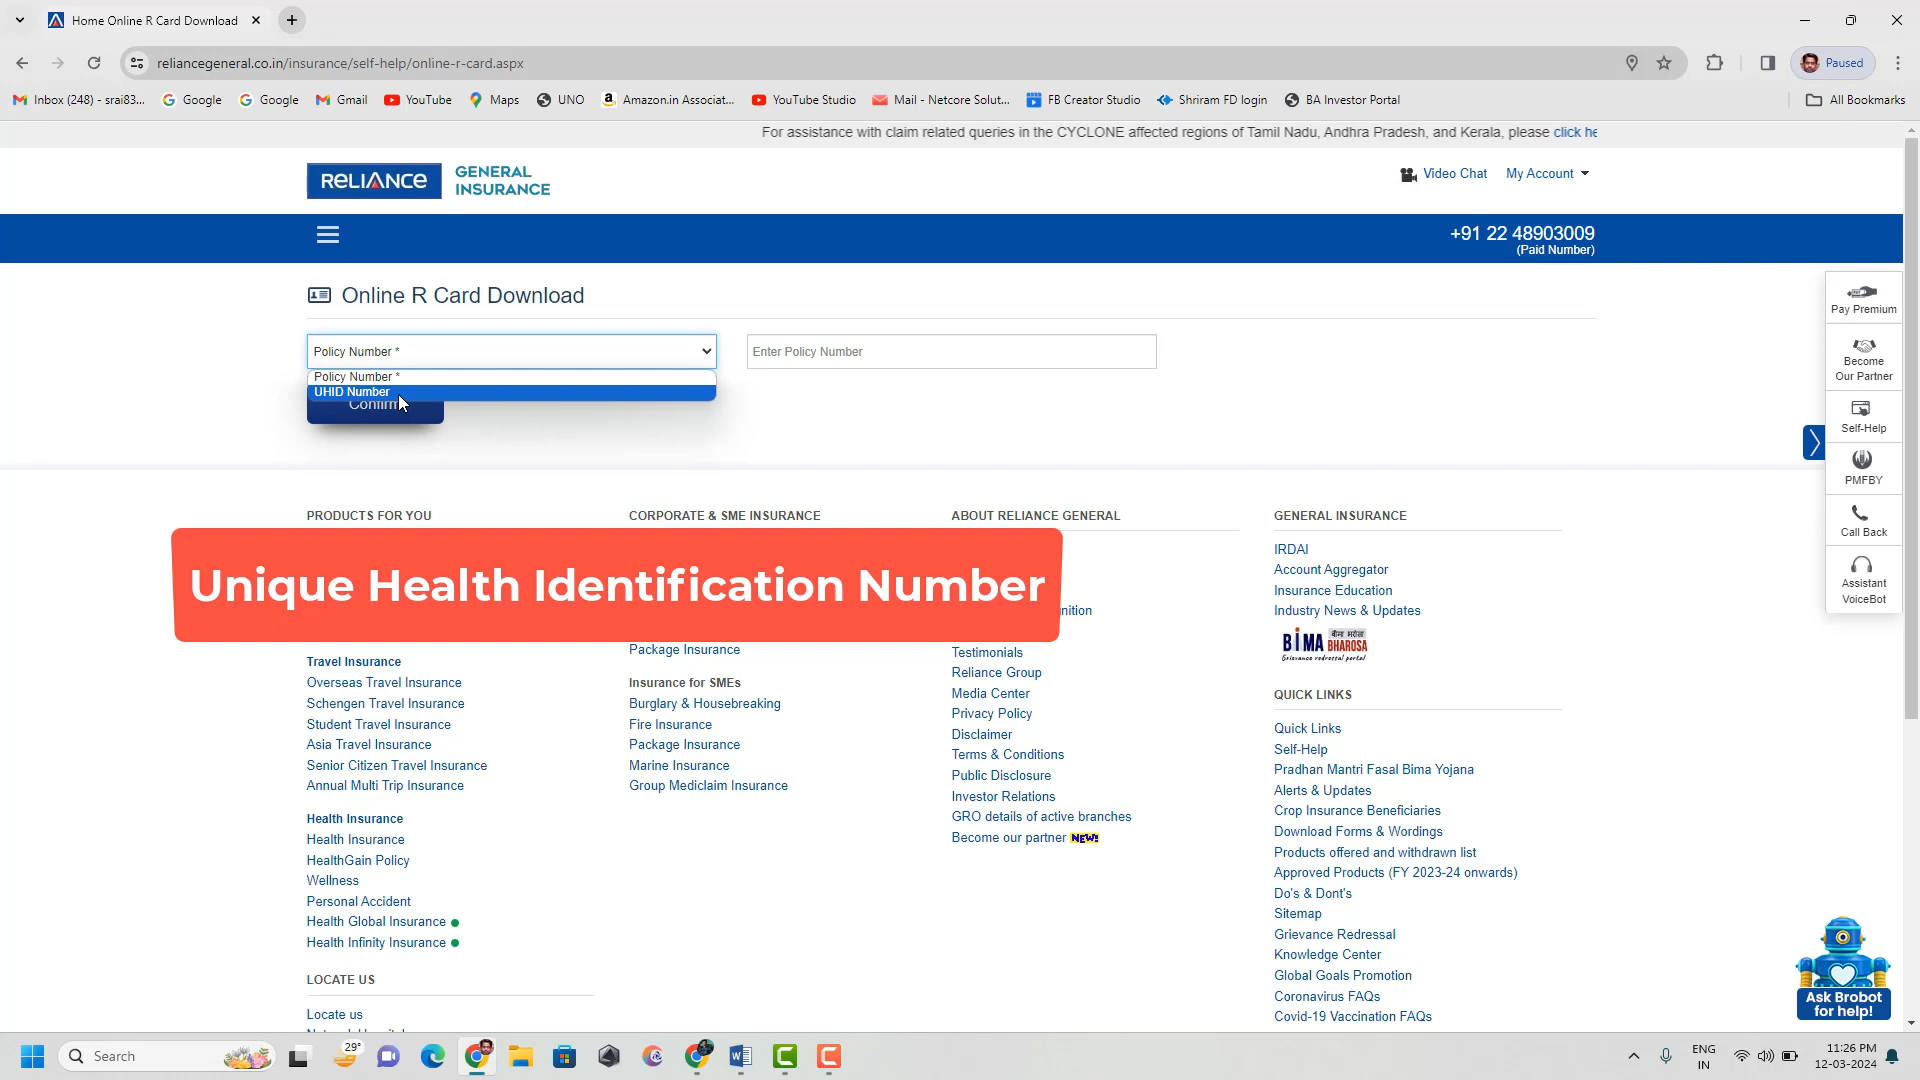 Home Online R Card Download
reliancegeneral.co.in/insurance/self-help/online-r-card.aspx
Paused
Inbox (248) - srai83...
Google
Google
Gmail
YouTube
Maps
UNO
Amazon.in Associat...
YouTube Studio
Mail - Netcore Solut...
FB Creator Studio
Shriram FD login
BA Investor Portal
All Bookmarks
For assistance with claim related queries in the CYCLONE affected regions of Tamil Nadu, Andhra Pradesh, and Kerala, please click he
RELIANCE
GENERAL
INSURANCE
Video Chat
My Account
+91 22 48903009
(Paid Number)
Online R Card Download
Policy Number *
Enter Policy Number
Policy Number *
UHID Number
Confirm
Pay Premium
Become
Our Partner
Self-Help
PMFBY
Call Back
Assistant
VoiceBot
PRODUCTS FOR YOU
Unique Health Identification Number
Travel Insurance
Overseas Travel Insurance
Schengen Travel Insurance
Student Travel Insurance
Asia Travel Insurance
Senior Citizen Travel Insurance
Annual Multi Trip Insurance
Health Insurance
Health Insurance
HealthGain Policy
Wellness
Personal Accident
Health Global Insurance
Health Infinity Insurance
LOCATE US
Locate us
CORPORATE & SME INSURANCE
Package Insurance
Insurance for SMEs
Burglary & Housebreaking
Fire Insurance
Package Insurance
Marine Insurance
Group Mediclaim Insurance
ABOUT RELIANCE GENERAL
nition
Testimonials
Reliance Group
Media Center
Privacy Policy
Disclaimer
Terms & Conditions
Public Disclosure
Investor Relations
GRO details of active branches
Become our partner NEW!
GENERAL INSURANCE
IRDAI
Account Aggregator
Insurance Education
Industry News & Updates
BIMA बीमा भरोसा BHAROSA
Grievance redressal portal
QUICK LINKS
Quick Links
Self-Help
Pradhan Mantri Fasal Bima Yojana
Alerts & Updates
Crop Insurance Beneficiaries
Download Forms & Wordings
Products offered and withdrawn list
Approved Products (FY 2023-24 onwards)
Do's & Dont's
Sitemap
Grievance Redressal
Knowledge Center
Global Goals Promotion
Coronavirus FAQs
Covid-19 Vaccination FAQs
Ask Brobot
for help!
Search
29°
ENG
IN
11:26 PM
12-03-2024